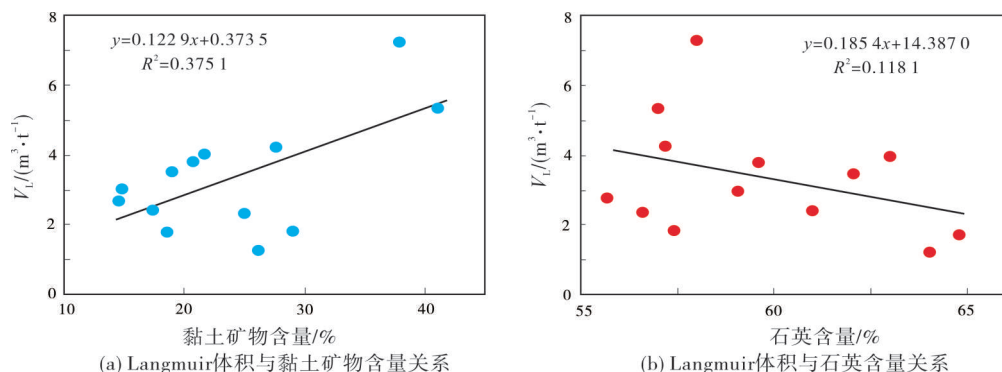 8
6
4
2
0
y=0.122 9x+0.373 5
R²=0.375 1
V_L/(m³·t⁻¹)
10
20
30
40
黏土矿物含量/%
(a) Langmuir体积与黏土矿物含量关系
8
6
4
2
0
y=0.185 4x+14.387 0
R²=0.118 1
V_L/(m³·t⁻¹)
55
60
65
石英含量/%
(b) Langmuir体积与石英含量关系